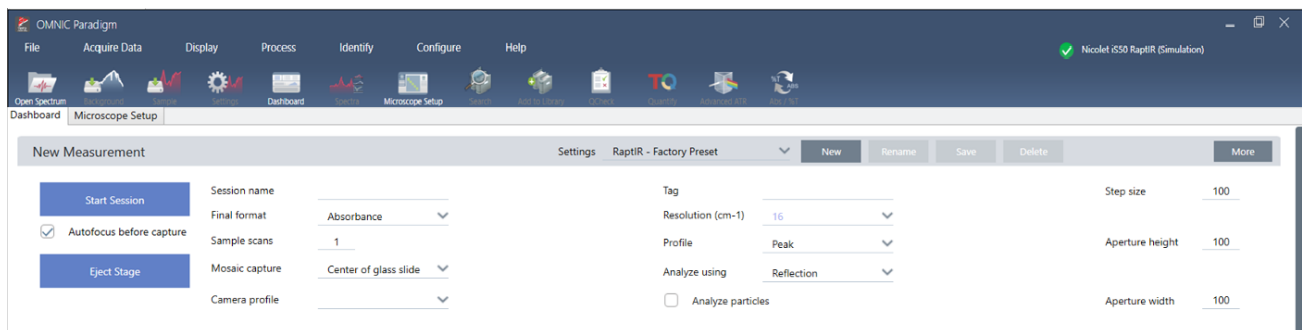 OMNIC Paradigm
File Acquire Data Display Process Identify Configure Help
Nicolet iS50 RaptIR (Simulation)
Open Spectrum Background Sample Settings Dashboard Spectra Microscope Setup Search Add to Library QCheck Quantify Advanced ATR Abs / %T
Dashboard Microscope Setup
New Measurement Settings RaptIR - Factory Preset New Rename Save Delete More
Start Session Session name Tag Step size 100
Final format Absorbance Resolution (cm-1) 16
Autofocus before capture Sample scans 1 Profile Peak Aperture height 100
Eject Stage Mosaic capture Center of glass slide Analyze using Reflection
Camera profile Analyze particles Aperture width 100